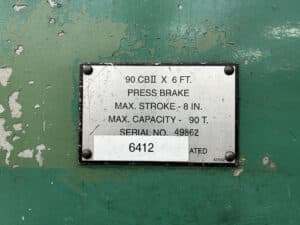 90 CBII X 6 FT.
PRESS BRAKE
MAX. STROKE - 8 IN.
MAX. CAPACITY - 90 T.
SERIAL NO. 49862
6412
ATED